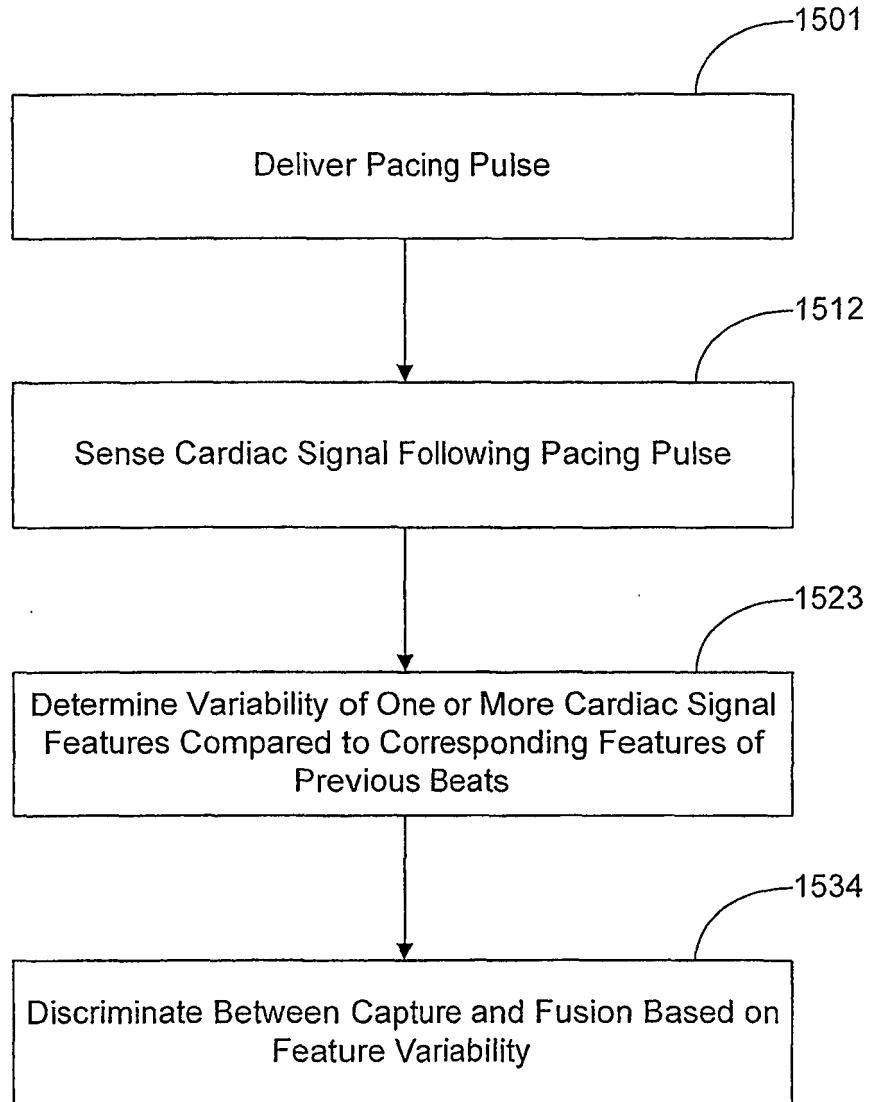 1501
Deliver Pacing Pulse
1512
Sense Cardiac Signal Following Pacing Pulse
1523
Determine Variability of One or More Cardiac Signal
Features Compared to Corresponding Features of
Previous Beats
1534
Discriminate Between Capture and Fusion Based on
Feature Variability